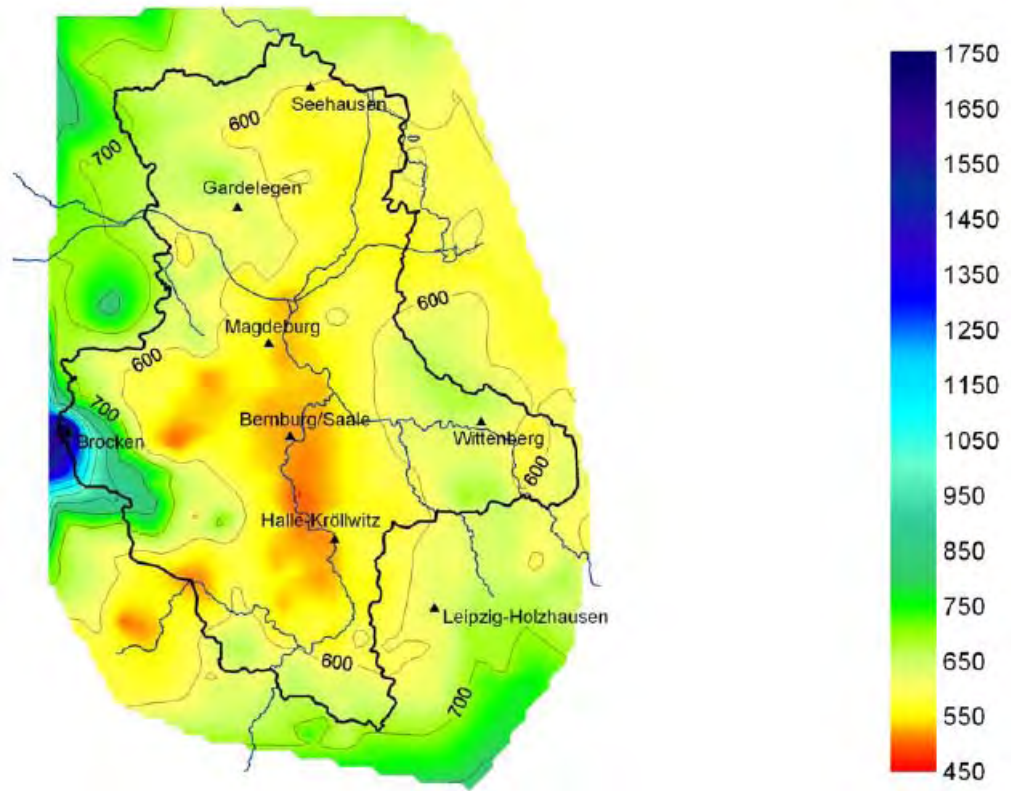 1750
Seehausen
600
1650
700
1550
Gardelegen
1450
1350
600
1250
Magdeburg
600
1150
700
Bernburg/Saale
Brocken
Wittenberg
1050
600
950
Halle-Kröllwitz
850
750
Leipzig-Holzhausen
600
650
700
550
450